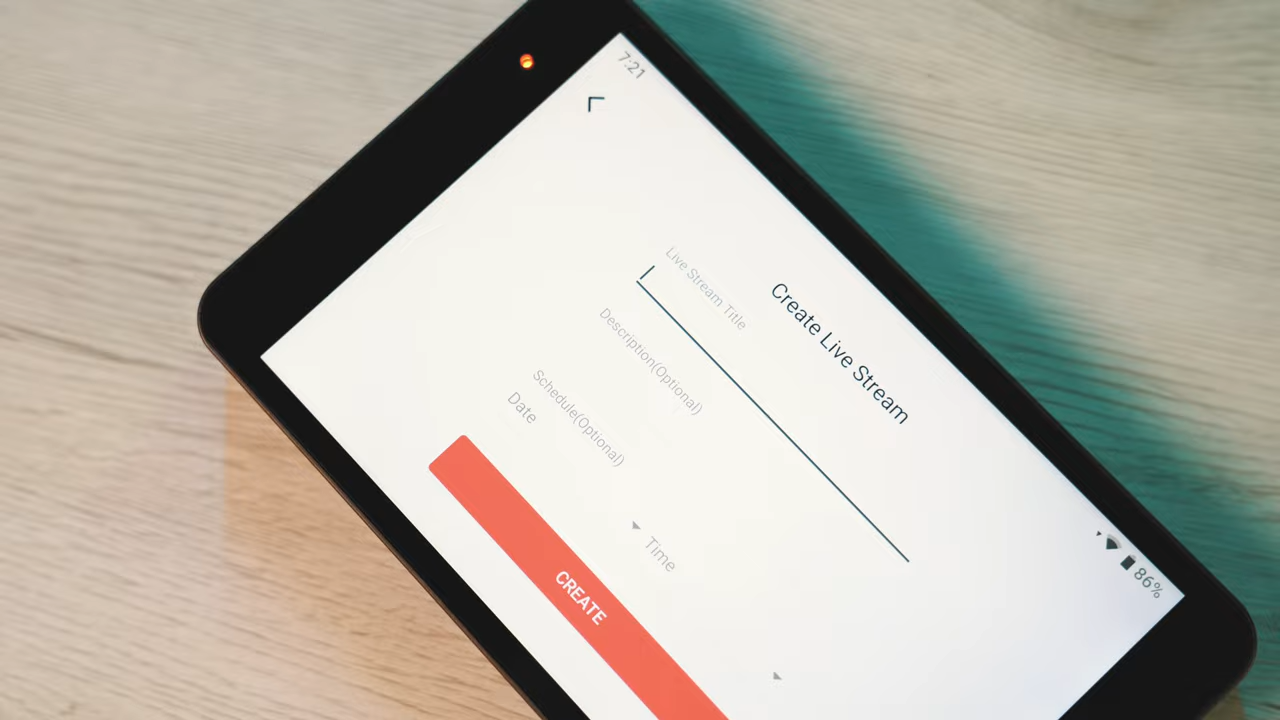 7:21
86%
Create Live Stream
Live Stream Title
Description(Optional)
Schedule(Optional)
Date
Time
CREATE